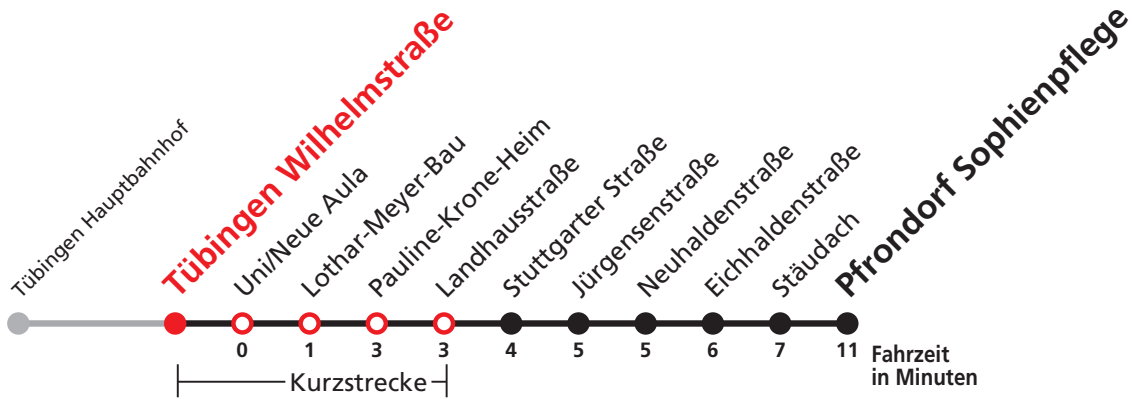 Tübingen Hauptbahnhof
Tübingen Wilhelmstraße
Uni/Neue Aula
Lothar-Meyer-Bau
Pauline-Krone-Heim
Landhausstraße
Stuttgarter Straße
Jürgensenstraße
Neuhaldenstraße
Eichhaldenstraße
Stäudach
Pfrondorf Sophienpflege
0 1 3 3 4 5 5 6 7 11
Fahrzeit
in Minuten
Kurzstrecke